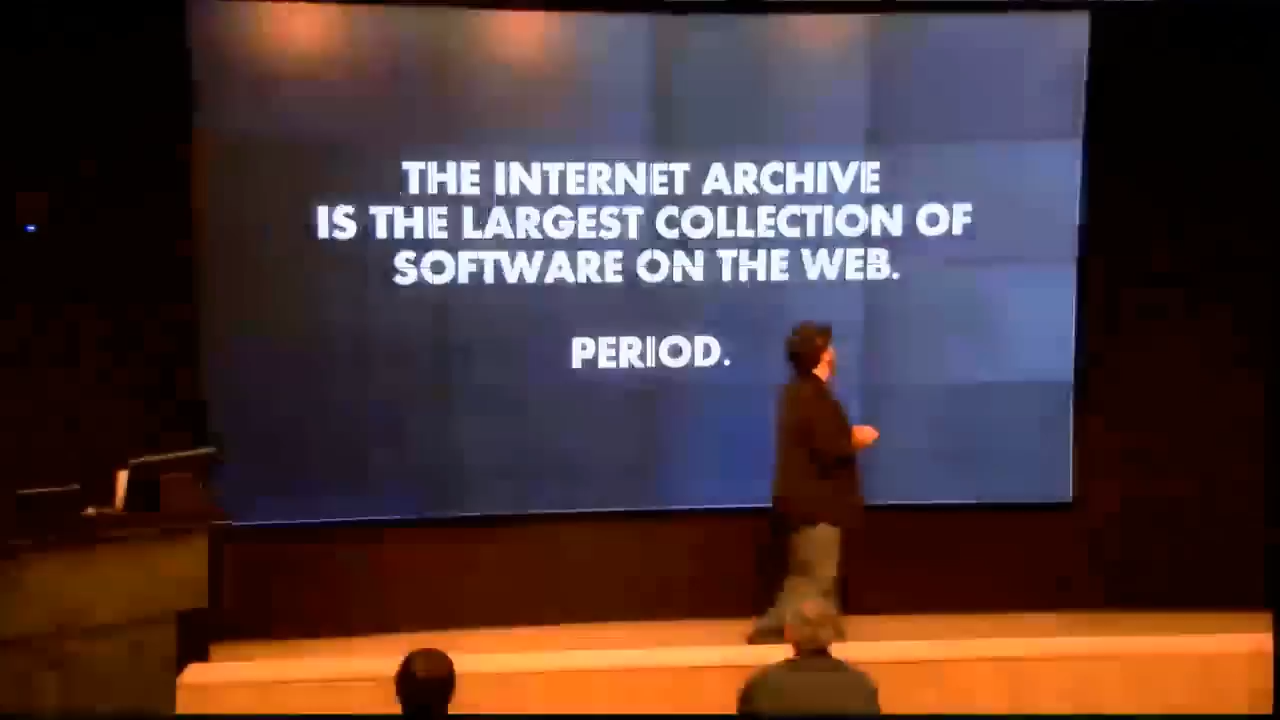 THE INTERNET ARCHIVE
IS THE LARGEST COLLECTION OF
SOFTWARE ON THE WEB.
PERIOD.